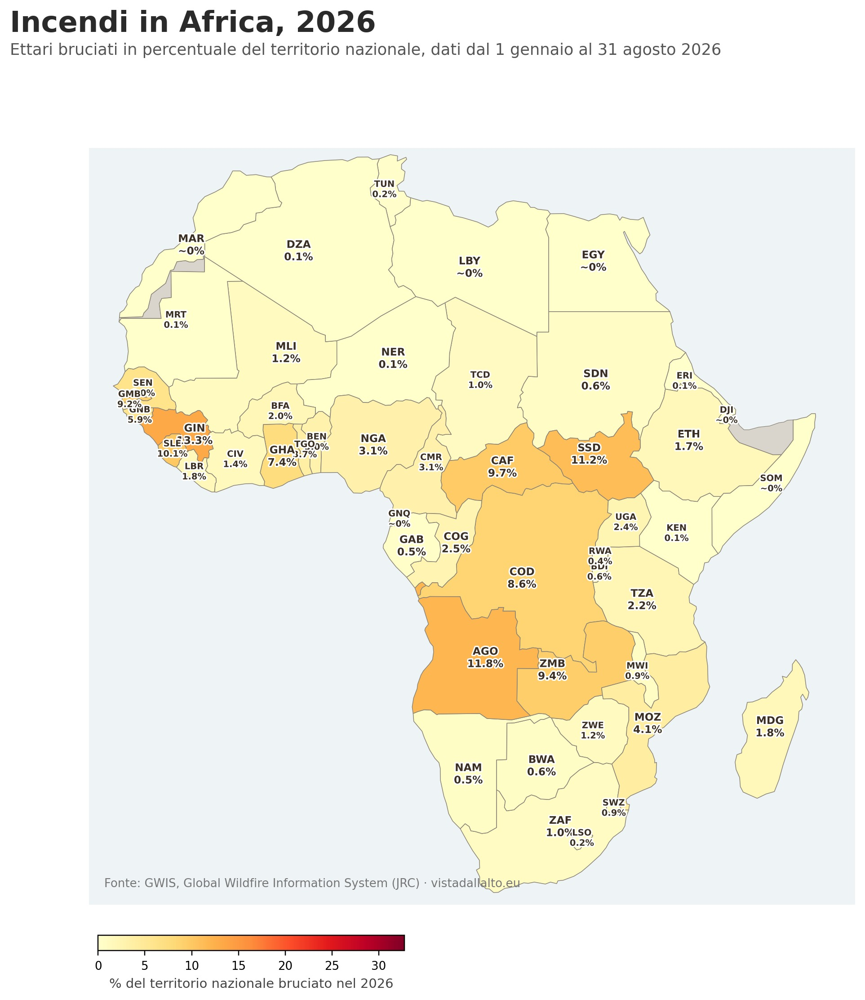 Incendi in Africa, 2026
Ettari bruciati in percentuale del territorio nazionale, dati dal 1 gennaio al 31 agosto 2026
TUN
0.2%
MAR
~0%
DZA
0.1%
LBY
~0%
EGY
~0%
MRT
0.1%
MLI
1.2%
NER
0.1%
TCD
1.0%
SDN
0.6%
ERI
0.1%
SEN
GMB
9.2%
GNB
5.9%
BFA
2.0%
DJI
~0%
GIN
13.3%
SLE
10.1%
LBR
1.8%
CIV
1.4%
GHA
7.4%
TGO
3.7%
BEN
NGA
3.1%
CMR
3.1%
CAF
9.7%
SSD
11.2%
ETH
1.7%
SOM
~0%
GNQ
~0%
GAB
0.5%
COG
2.5%
UGA
2.4%
KEN
0.1%
RWA
0.4%
BDI
0.6%
COD
8.6%
TZA
2.2%
AGO
11.8%
ZMB
9.4%
MWI
0.9%
MOZ
4.1%
MDG
1.8%
ZWE
1.2%
NAM
0.5%
BWA
0.6%
SWZ
0.9%
ZAF
1.0%
LSO
0.2%
Fonte: GWIS, Global Wildfire Information System (JRC) · vistadallalto.eu
0 5 10 15 20 25 30
% del territorio nazionale bruciato nel 2026